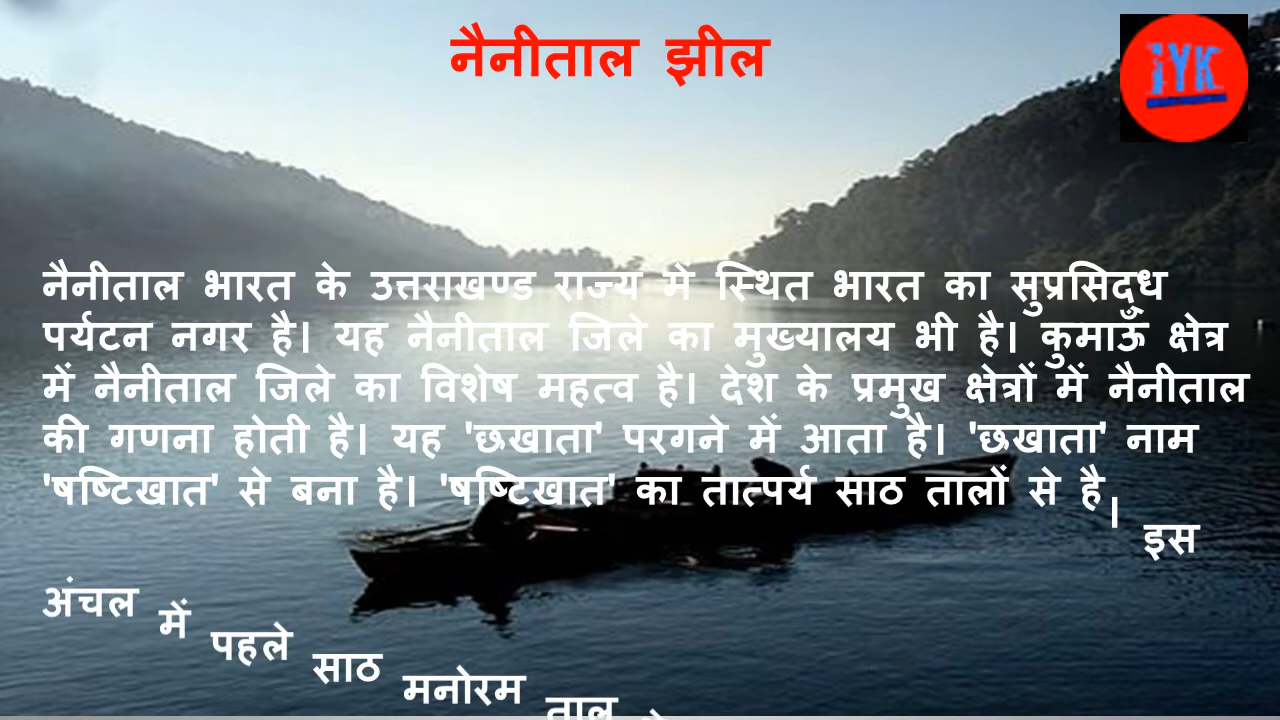 नैनीताल झील
IYK
नैनीताल भारत के उत्तराखण्ड राज्य में स्थित भारत का सुप्रसिद्ध
पर्यटन नगर है। यह नैनीताल जिले का मुख्यालय भी है। कुमाऊँ क्षेत्र
में नैनीताल जिले का विशेष महत्व है। देश के प्रमुख क्षेत्रों में नैनीताल
की गणना होती है। यह 'छखाता' परगने में आता है। 'छखाता' नाम
'षष्टिखात' से बना है। 'षष्टिखात' का तात्पर्य साठ तालों से है। इस
अंचल में पहले साठ मनोरम ताल